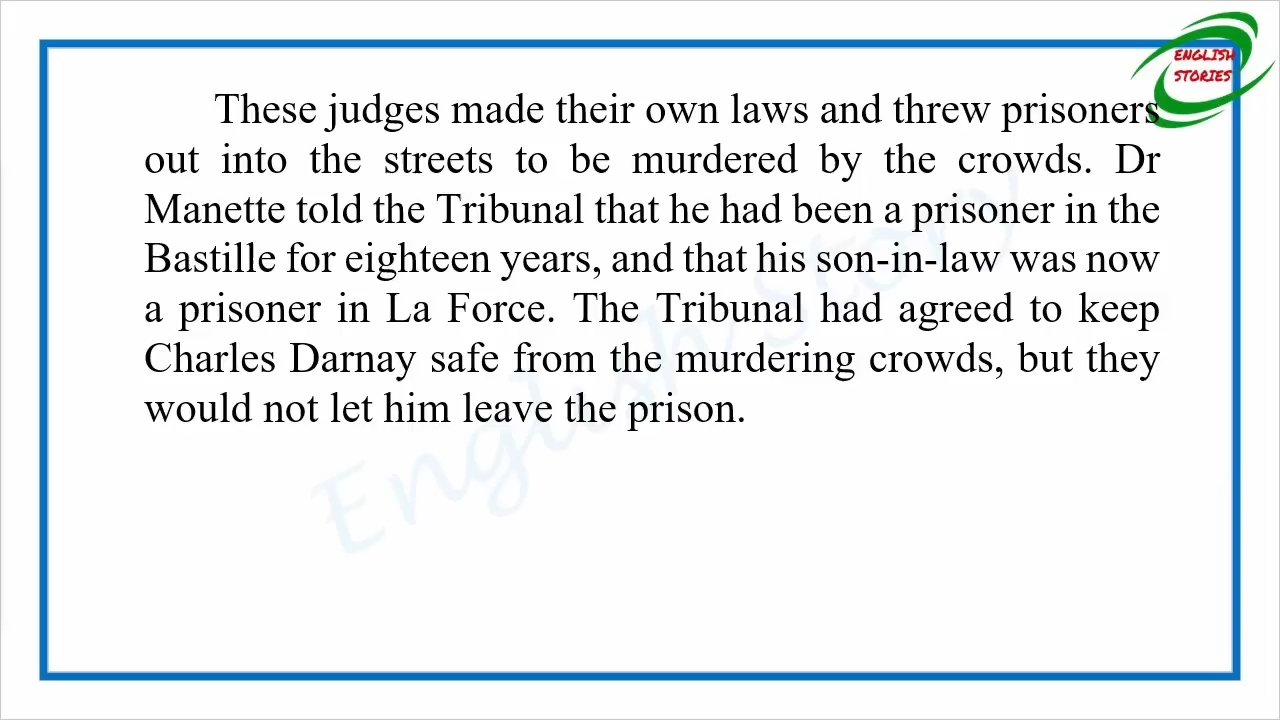 ENGLISH
STORIES
These judges made their own laws and threw prisoners
out into the streets to be murdered by the crowds. Dr
Manette told the Tribunal that he had been a prisoner in the
Bastille for eighteen years, and that his son-in-law was now
a prisoner in La Force. The Tribunal had agreed to keep
Charles Darnay safe from the murdering crowds, but they
would not let him leave the prison.
English Story